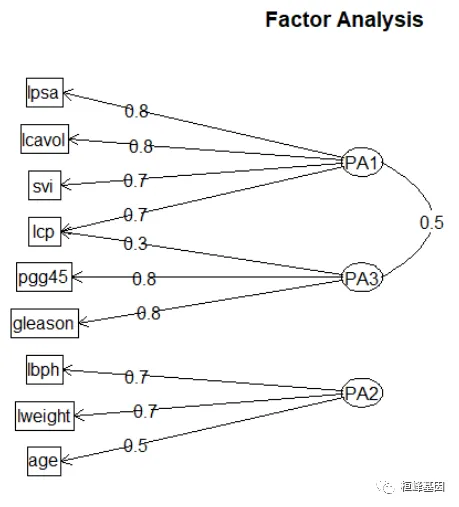 Factor Analysis
lpsa
0.8
lcavol
0.8
PA1
svi
0.7
lcp
0.7
0.5
0.3
pgg45
0.8
PA3
gleason
0.8
lbph
0.7
PA2
lweight
0.7
age
0.5
桓峰基因